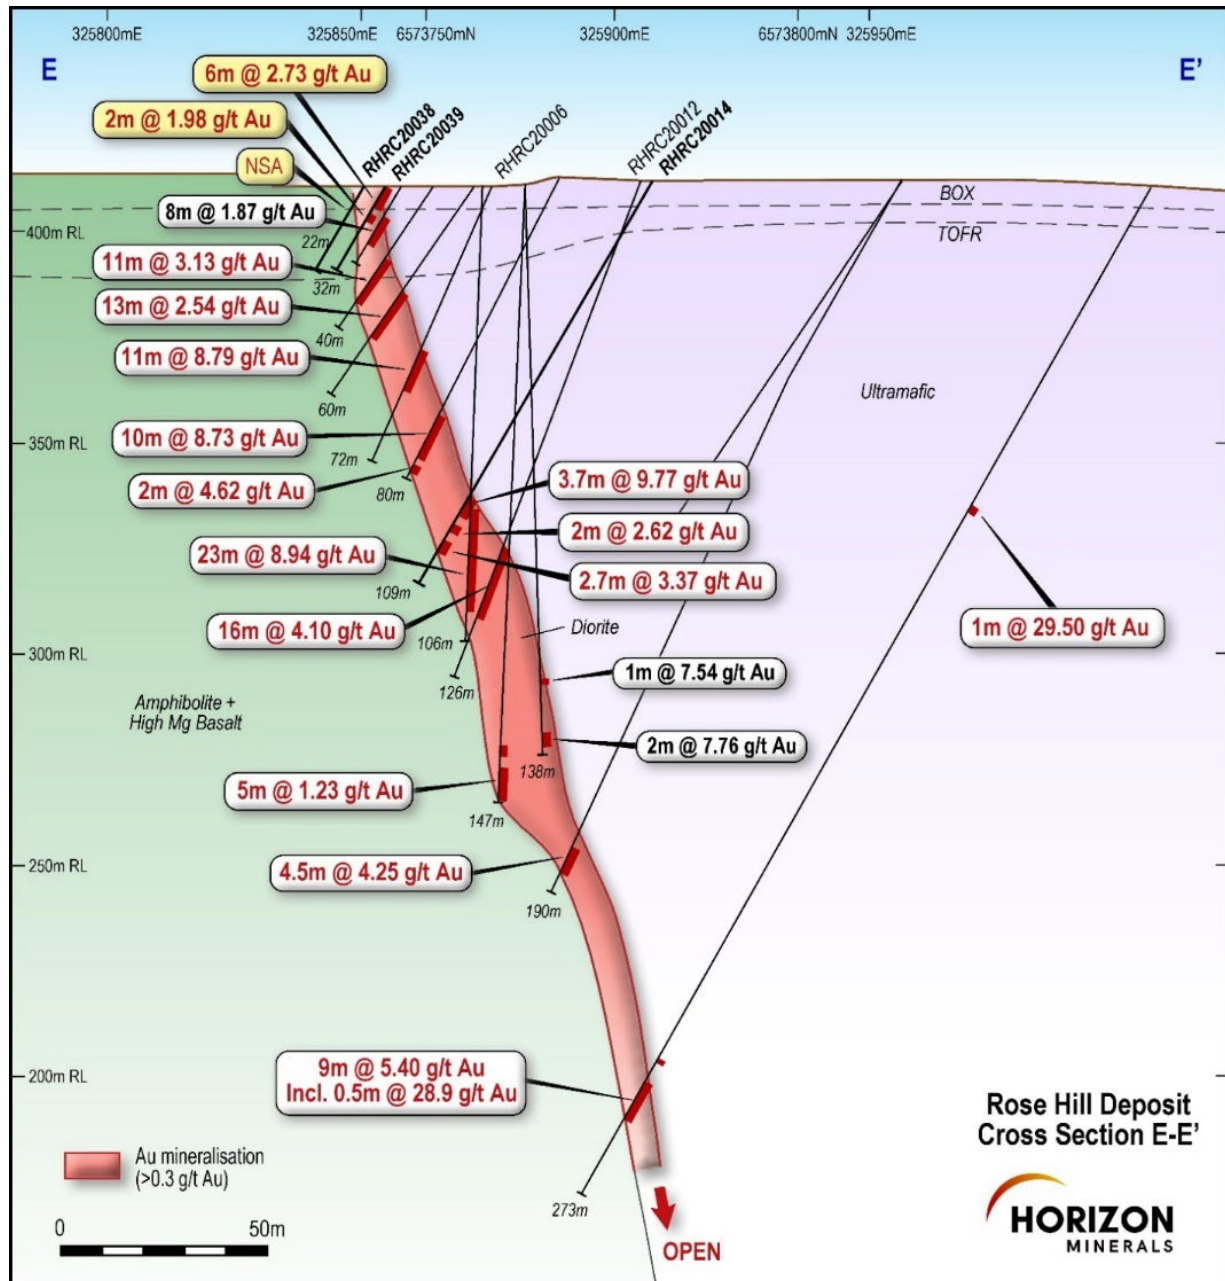 325800mE
325850mE
6573750mN
325900mE
6573800mN
325950mE
E
E'
6m @ 2.73 g/t Au
2m @ 1.98 g/t Au
NSA
RHRC20038
RHRC20039
RHRC20006
RHRC20012
RHRC20014
8m @ 1.87 g/t Au
BOX
400m RL
22m
TOFR
11m @ 3.13 g/t Au
32m
13m @ 2.54 g/t Au
40m
11m @ 8.79 g/t Au
60m
Ultramafic
10m @ 8.73 g/t Au
350m RL
72m
2m @ 4.62 g/t Au
80m
3.7m @ 9.77 g/t Au
2m @ 2.62 g/t Au
23m @ 8.94 g/t Au
2.7m @ 3.37 g/t Au
109m
16m @ 4.10 g/t Au
106m
Diorite
1m @ 29.50 g/t Au
300m RL
126m
1m @ 7.54 g/t Au
Amphibolite +
High Mg Basalt
2m @ 7.76 g/t Au
138m
5m @ 1.23 g/t Au
147m
250m RL
4.5m @ 4.25 g/t Au
190m
200m RL
9m @ 5.40 g/t Au
Incl. 0.5m @ 28.9 g/t Au
Rose Hill Deposit
Cross Section E-E'
Au mineralisation
(>0.3 g/t Au)
273m
0
50m
OPEN
HORIZON
MINERALS